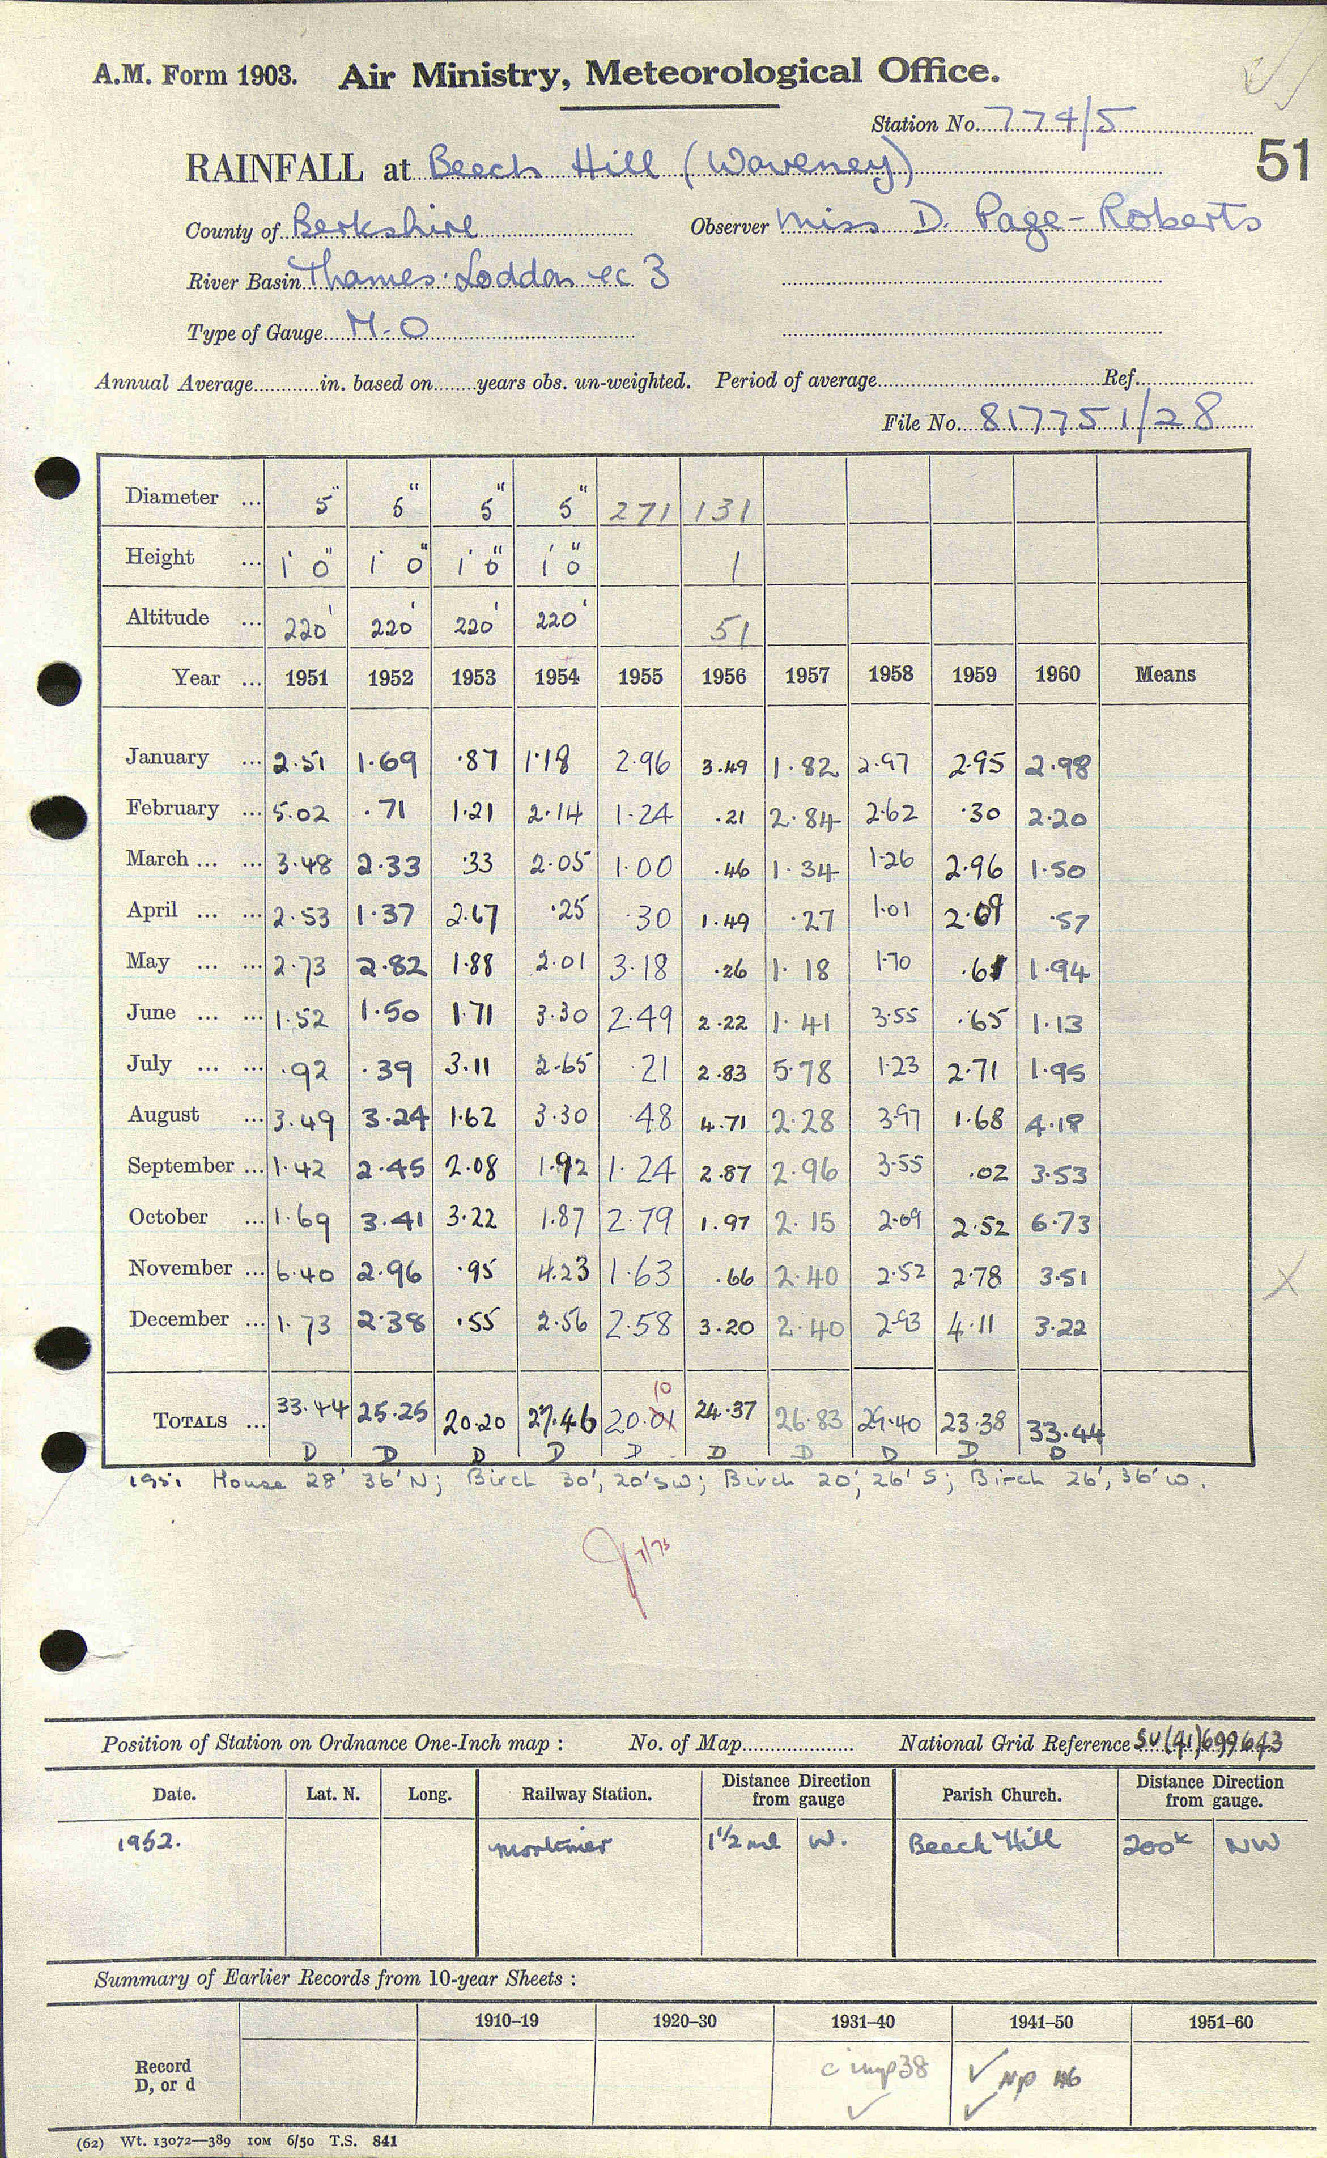 A.M. Form 1903. Air Ministry, Meteorological Office.
Station No. 774/5
51
RAINFALL at Beech Hill (Waveney)
County of Berkshire Observer Miss D. Page-Roberts
River Basin Thames: Loddon ec 3
Type of Gauge M.O
Annual Average in. based on years obs. un-weighted. Period of average Ref.
File No. 817751/28
Diameter ... 5" 5" 5" 5" 271 131
Height ... 1' 0" 1' 0" 1' 0" 1' 0" 1
Altitude ... 220' 220' 220' 220' 51
Year ... 1951 1952 1953 1954 1955 1956 1957 1958 1959 1960 Means
January ... 2.51 1.69 .87 1.18 2.96 3.49 1.82 2.97 2.95 2.98
February ... 5.02 .71 1.21 2.14 1.24 .21 2.84 2.62 .30 2.20
March ... ... 3.48 2.33 .33 2.05 1.00 .46 1.34 1.26 2.96 1.50
April ... ... 2.53 1.37 2.67 .25 .30 1.49 .27 1.01 2.69 .57
May ... ... 2.73 2.82 1.88 2.01 3.18 .26 1.18 1.70 .61 1.94
June ... ... 1.52 1.50 1.71 3.30 2.49 2.22 1.41 3.55 .65 1.13
July ... ... .92 .39 3.11 2.65 .21 2.83 5.78 1.23 2.71 1.95
August ... 3.49 3.24 1.62 3.30 .48 4.71 2.28 3.97 1.68 4.18
September ... 1.42 2.45 2.08 1.92 1.24 2.87 2.96 3.55 .02 3.53
October ... 1.69 3.41 3.22 1.87 2.79 1.97 2.15 2.09 2.52 6.73
November ... 6.40 2.96 .95 4.23 1.63 .66 2.40 2.52 2.78 3.51
December ... 1.73 2.38 .55 2.56 2.58 3.20 2.40 2.93 4.11 3.22
10
TOTALS ... 33.44 25.25 20.20 27.46 20.01 24.37 26.83 29.40 23.38 33.44
D D D D D D D D D D
1951 House 28' 36' N; Birch 30', 20' SW; Birch 20', 26' S; Birch 26', 36' W.
7/75
Position of Station on Ordnance One-Inch map : No. of Map National Grid Reference SU(41)699643
Date. Lat. N. Long. Railway Station. Distance from gauge Direction Parish Church. Distance from gauge. Direction
1952. Mortimer 1 1/2 ml W. Beech Hill 200x NW
Summary of Earlier Records from 10-year Sheets :
1910–19 1920–30 1931–40 1941–50 1951–60
Record
D, or d
c imp 38 np 46
(62) Wt. 13072—389 10M 6/50 T.S. 841